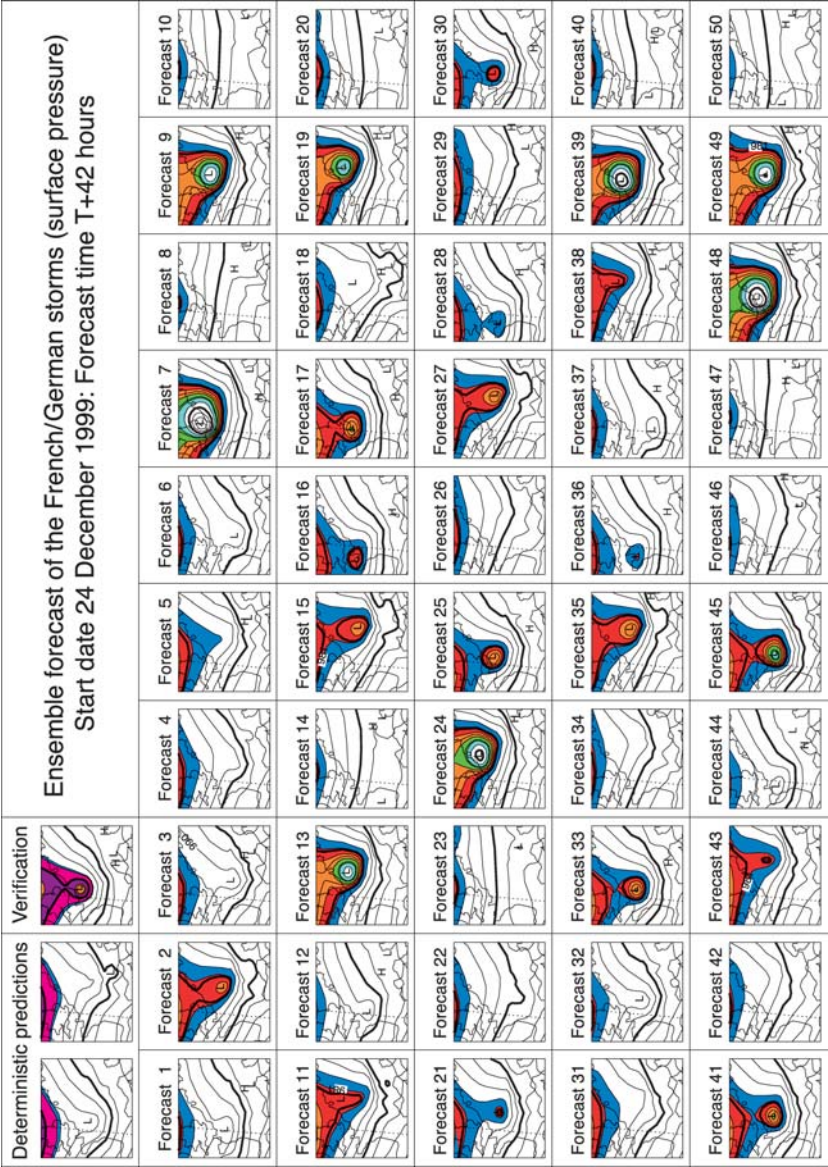 Ensemble forecast of the French/German storms (surface pressure)
Start date 24 December 1999: Forecast time T+42 hours
Deterministic predictions
Verification
Forecast 1
Forecast 2
Forecast 3
Forecast 4
Forecast 5
Forecast 6
Forecast 7
Forecast 8
Forecast 9
Forecast 10
Forecast 11
Forecast 12
Forecast 13
Forecast 14
Forecast 15
Forecast 16
Forecast 17
Forecast 18
Forecast 19
Forecast 20
Forecast 21
Forecast 22
Forecast 23
Forecast 24
Forecast 25
Forecast 26
Forecast 27
Forecast 28
Forecast 29
Forecast 30
Forecast 31
Forecast 32
Forecast 33
Forecast 34
Forecast 35
Forecast 36
Forecast 37
Forecast 38
Forecast 39
Forecast 40
Forecast 41
Forecast 42
Forecast 43
Forecast 44
Forecast 45
Forecast 46
Forecast 47
Forecast 48
Forecast 49
Forecast 50